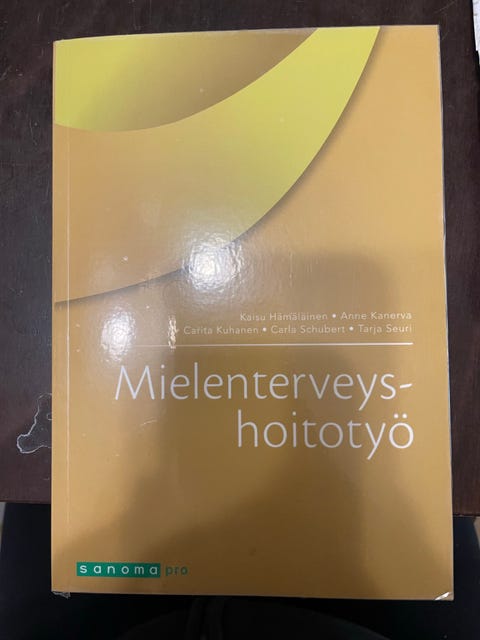 Kaisu Hämäläinen • Anne Kanerva
Carita Kuhanen • Carla Schubert • Tarja Seuri
Mielenterveys-
hoitotyö
sanoma pro